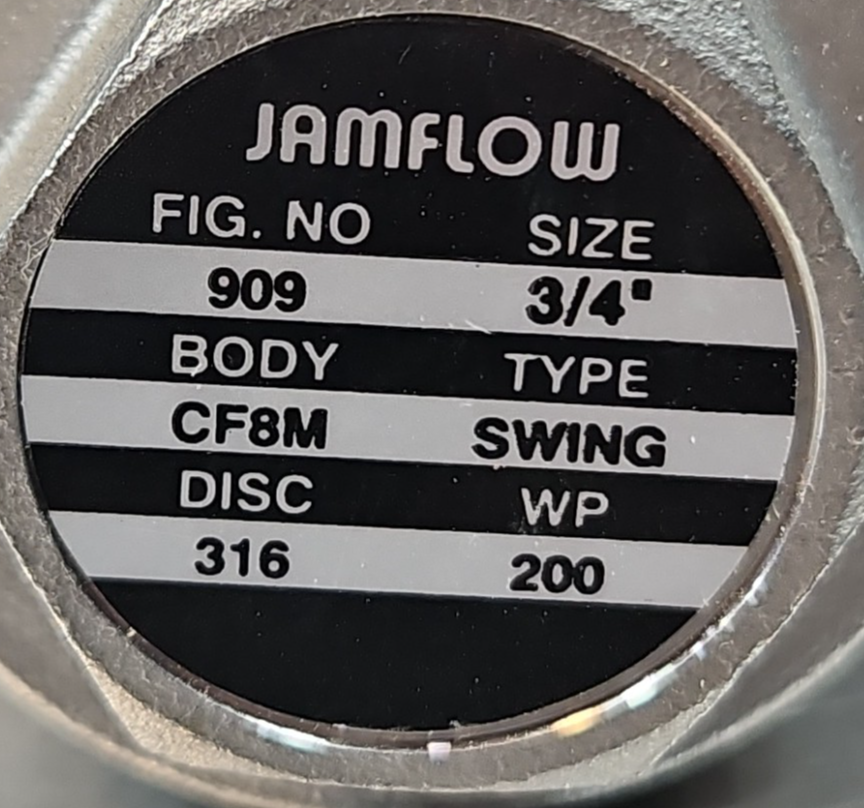 JAMFLOW
FIG. NO SIZE
909 3/4"
BODY TYPE
CF8M SWING
DISC WP
316 200